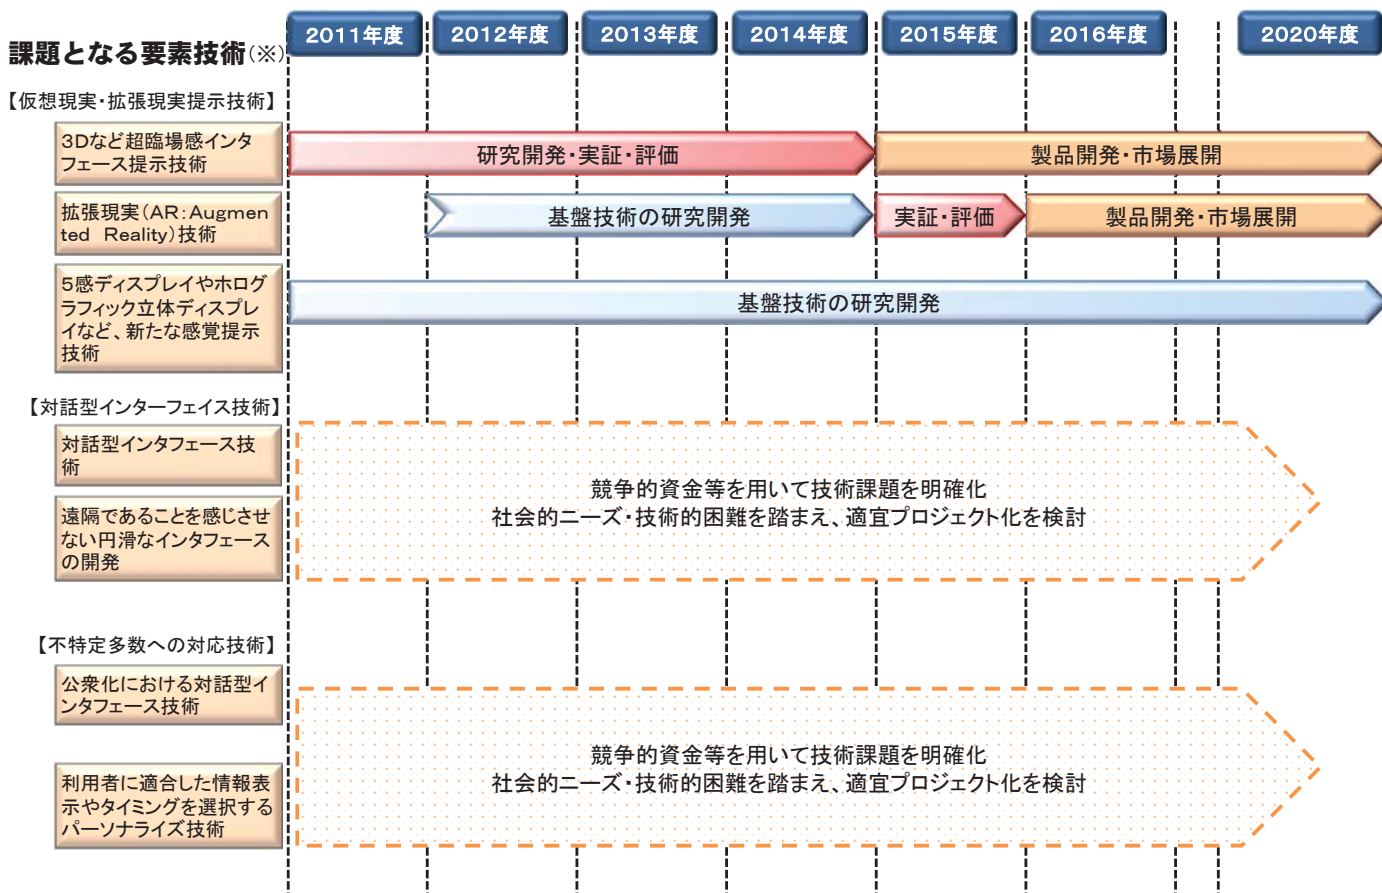 2011年度 2012年度 2013年度 2014年度 2015年度 2016年度 2020年度
課題となる要素技術(※)
【仮想現実・拡張現実提示技術】
3Dなど超臨場感インタ
フェース提示技術
研究開発・実証・評価
製品開発・市場展開
拡張現実(AR:Augmen
ted Reality)技術
基盤技術の研究開発
実証・評価
製品開発・市場展開
5感ディスプレイやホログ
ラフィック立体ディスプレ
イなど、新たな感覚提示
技術
基盤技術の研究開発
【対話型インターフェイス技術】
対話型インタフェース技
術
遠隔であることを感じさせ
ない円滑なインタフェース
の開発
競争的資金等を用いて技術課題を明確化
社会的ニーズ・技術的困難を踏まえ、適宜プロジェクト化を検討
【不特定多数への対応技術】
公衆化における対話型イ
ンタフェース技術
利用者に適合した情報表
示やタイミングを選択する
パーソナライズ技術
競争的資金等を用いて技術課題を明確化
社会的ニーズ・技術的困難を踏まえ、適宜プロジェクト化を検討